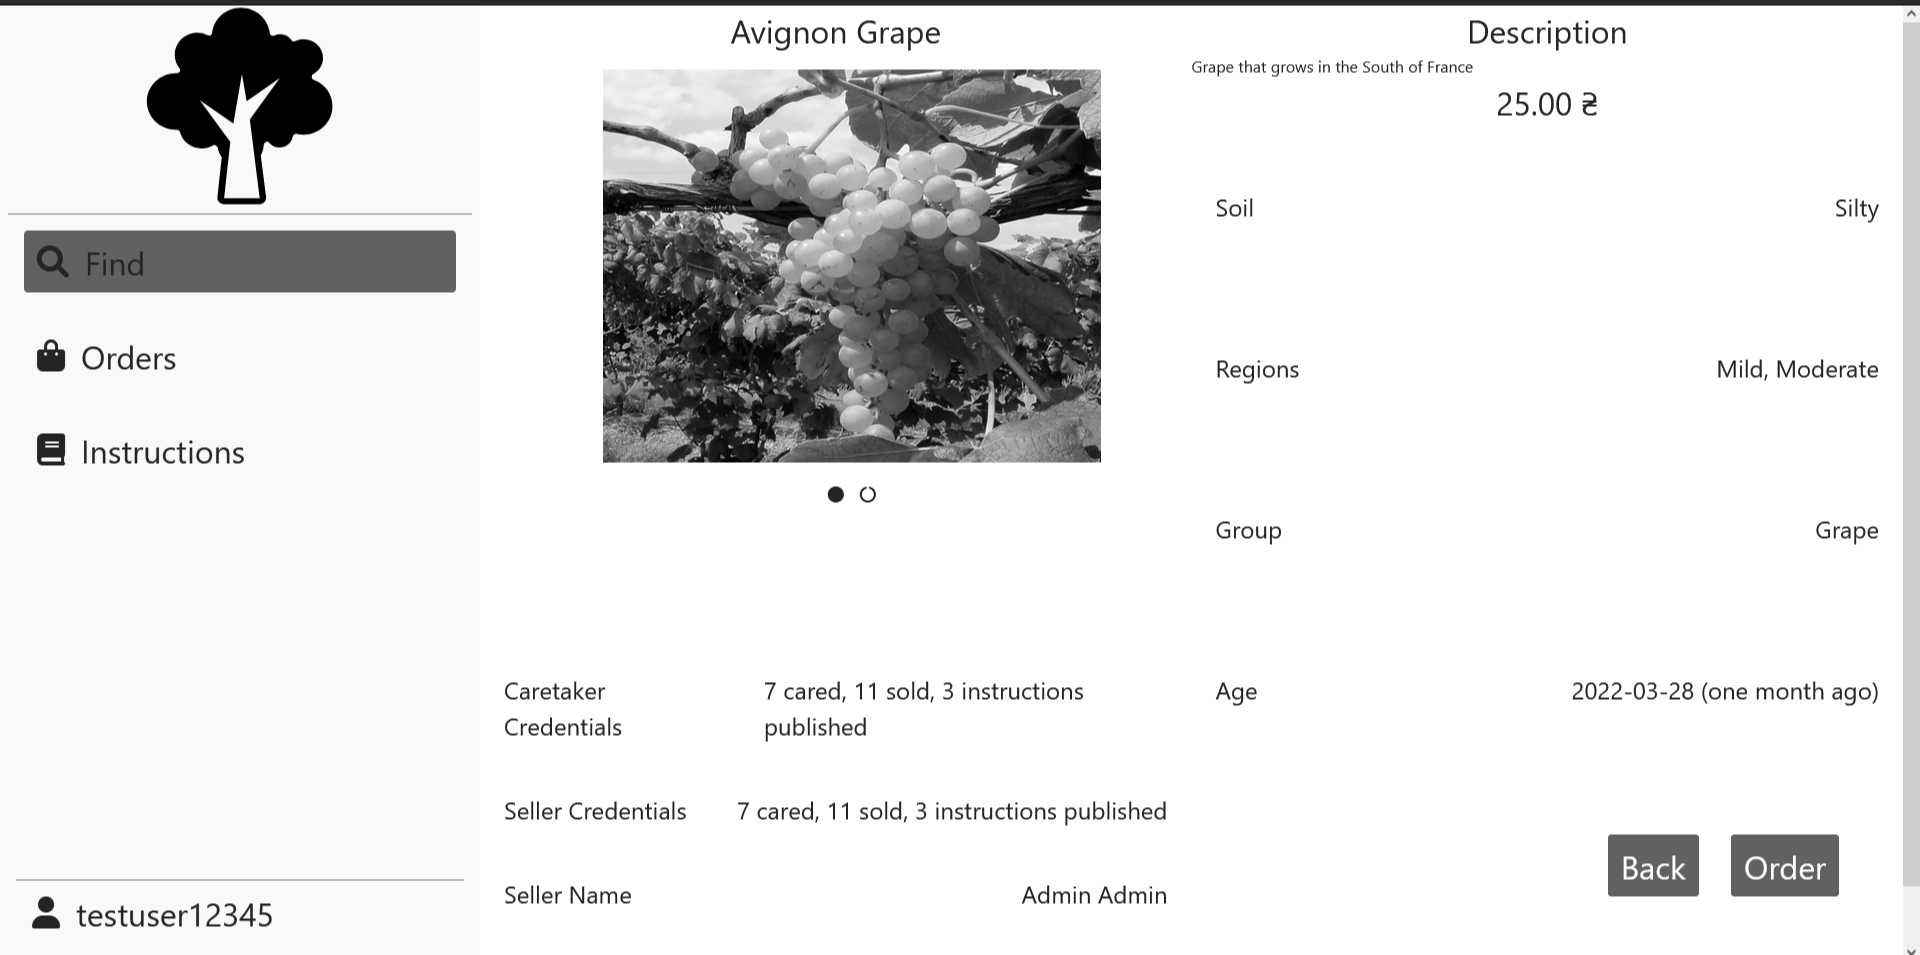 Find
Orders
Instructions
testuser12345
Avignon Grape
Caretaker Credentials
7 cared, 11 sold, 3 instructions published
Seller Credentials
7 cared, 11 sold, 3 instructions published
Seller Name
Admin Admin
Description
Grape that grows in the South of France
25.00 ₴
Soil
Silty
Regions
Mild, Moderate
Group
Grape
Age
2022-03-28 (one month ago)
Back
Order